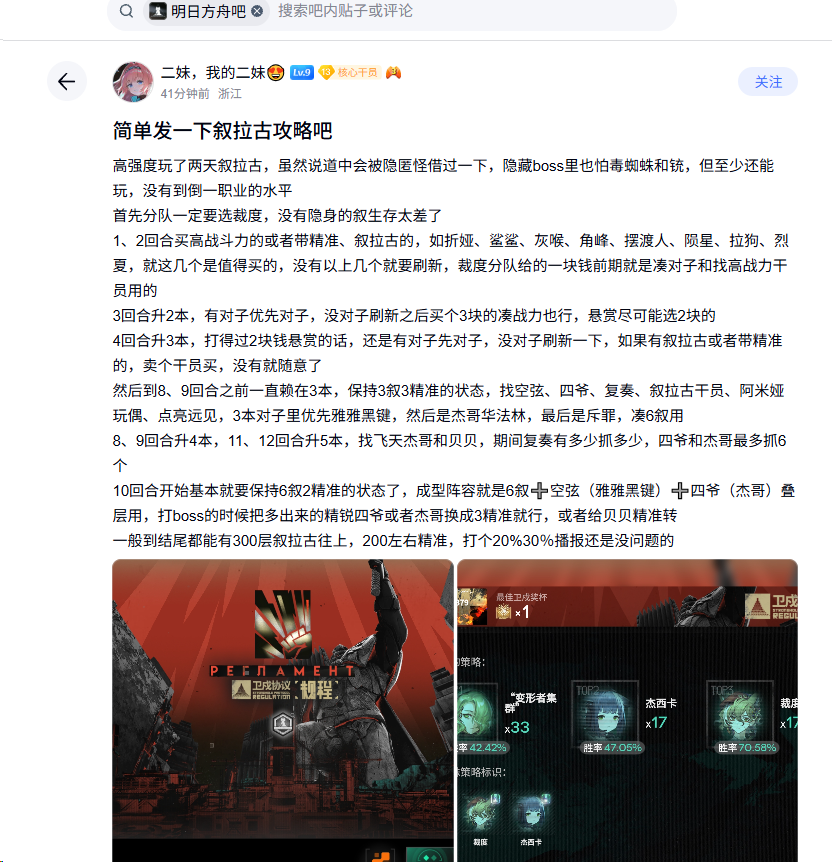 明日方舟吧 搜索吧内贴子或评论
二妹，我的二妹😍 Lv.9 13 核心干员
41分钟前 浙江
关注
简单发一下叙拉古攻略吧
高强度玩了两天叙拉古，虽然说道中会被隐匿怪借过一下，隐藏boss里也怕毒蜘蛛和铳，但至少还能
玩，没有到倒一职业的水平
首先分队一定要选裁度，没有隐身的叙生存太差了
1、2回合买高战斗力的或者带精准、叙拉古的，如折娅、鲨鲨、灰喉、角峰、摆渡人、陨星、拉狗、烈
夏，就这几个是值得买的，没有以上几个就要刷新，裁度分队给的一块钱前期就是凑对子和找高战力干
员用的
3回合升2本，有对子优先对子，没对子刷新之后买个3块的凑战力也行，悬赏尽可能选2块的
4回合升3本，打得过2块钱悬赏的话，还是有对子先对子，没对子刷新一下，如果有叙拉古或者带精准
的，卖个干员买，没有就随意了
然后到8、9回合之前一直赖在3本，保持3叙3精准的状态，找空弦、四爷、复奏、叙拉古干员、阿米娅
玩偶、点亮远见，3本对子里优先雅雅黑键，然后是杰哥华法林，最后是斥罪，凑6叙用
8、9回合升4本，11、12回合升5本，找飞天杰哥和贝贝，期间复奏有多少抓多少，四爷和杰哥最多抓6
个
10回合开始基本就要保持6叙2精准的状态了，成型阵容就是6叙➕空弦（雅雅黑键）➕四爷（杰哥）叠
层用，打boss的时候把多出来的精锐四爷或者杰哥换成3精准就行，或者给贝贝精准转
一般到结尾都能有300层叙拉古往上，200左右精准，打个20%30％播报还是没问题的
РЕГЛАМЕНТ
卫戍协议 规程
379 最佳卫戍奖杯
x1
卫戍
策略：
"变形者集
群"
x33
率 42.42%
TOP2
杰西卡
x17
胜率 47.05%
TOP3
裁度
x17
胜率 70.58%
策略标识：
裁度 杰西卡